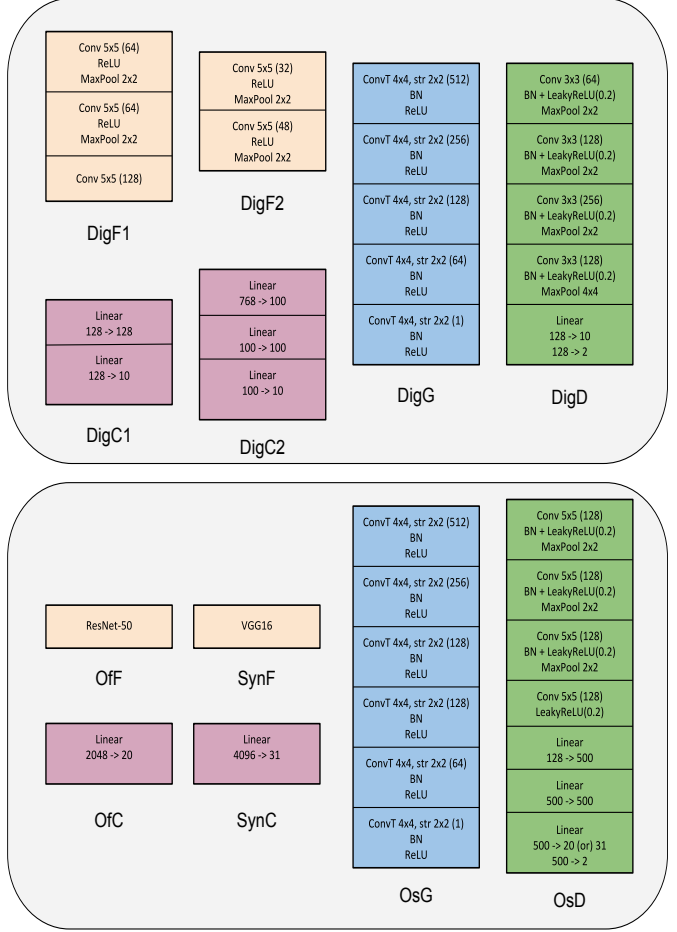 Conv 5x5 (64)
ReLU
MaxPool 2x2
Conv 5x5 (64)
ReLU
MaxPool 2x2
Conv 5x5 (128)
DigF1
Conv 5x5 (32)
ReLU
MaxPool 2x2
Conv 5x5 (48)
ReLU
MaxPool 2x2
DigF2
Linear
128 -> 128
Linear
128 -> 10
DigC1
Linear
768 -> 100
Linear
100 -> 100
Linear
100 -> 10
DigC2
ConvT 4x4, str 2x2 (512)
BN
ReLU
ConvT 4x4, str 2x2 (256)
BN
ReLU
ConvT 4x4, str 2x2 (128)
BN
ReLU
ConvT 4x4, str 2x2 (64)
BN
ReLU
ConvT 4x4, str 2x2 (1)
BN
ReLU
DigG
Conv 3x3 (64)
BN + LeakyReLU(0.2)
MaxPool 2x2
Conv 3x3 (128)
BN + LeakyReLU(0.2)
MaxPool 2x2
Conv 3x3 (256)
BN + LeakyReLU(0.2)
MaxPool 2x2
Conv 3x3 (128)
BN + LeakyReLU(0.2)
MaxPool 4x4
Linear
128 -> 10
128 -> 2
DigD
ResNet-50
OfF
VGG16
SynF
Linear
2048 -> 20
OfC
Linear
4096 -> 31
SynC
ConvT 4x4, str 2x2 (512)
BN
ReLU
ConvT 4x4, str 2x2 (256)
BN
ReLU
ConvT 4x4, str 2x2 (128)
BN
ReLU
ConvT 4x4, str 2x2 (128)
BN
ReLU
ConvT 4x4, str 2x2 (64)
BN
ReLU
ConvT 4x4, str 2x2 (1)
BN
ReLU
OsG
Conv 5x5 (128)
BN + LeakyReLU(0.2)
MaxPool 2x2
Conv 5x5 (128)
BN + LeakyReLU(0.2)
MaxPool 2x2
Conv 5x5 (128)
BN + LeakyReLU(0.2)
MaxPool 2x2
Conv 5x5 (128)
LeakyReLU(0.2)
Linear
128 -> 500
Linear
500 -> 500
Linear
500 -> 20 (or) 31
500 -> 2
OsD